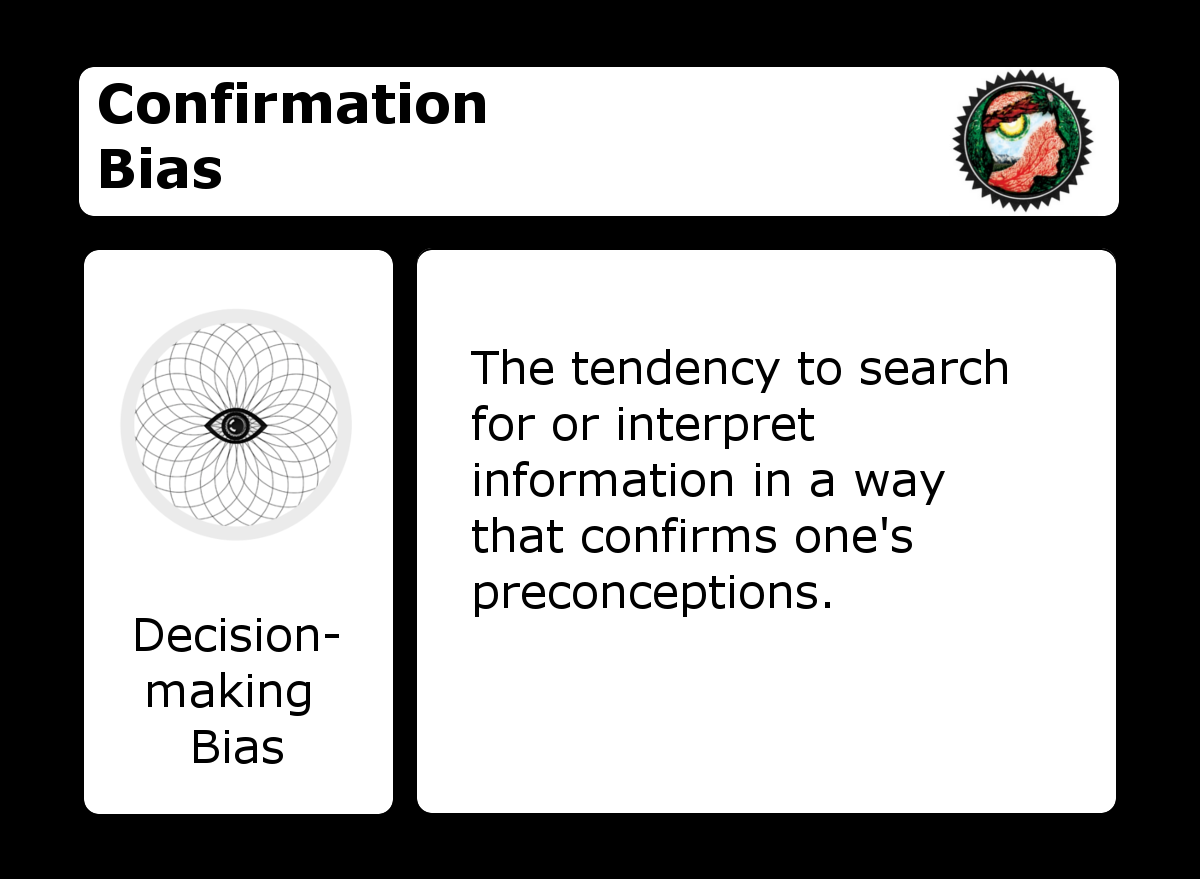 Confirmation
Bias
Decision-
making
Bias
The tendency to search
for or interpret
information in a way
that confirms one's
preconceptions.